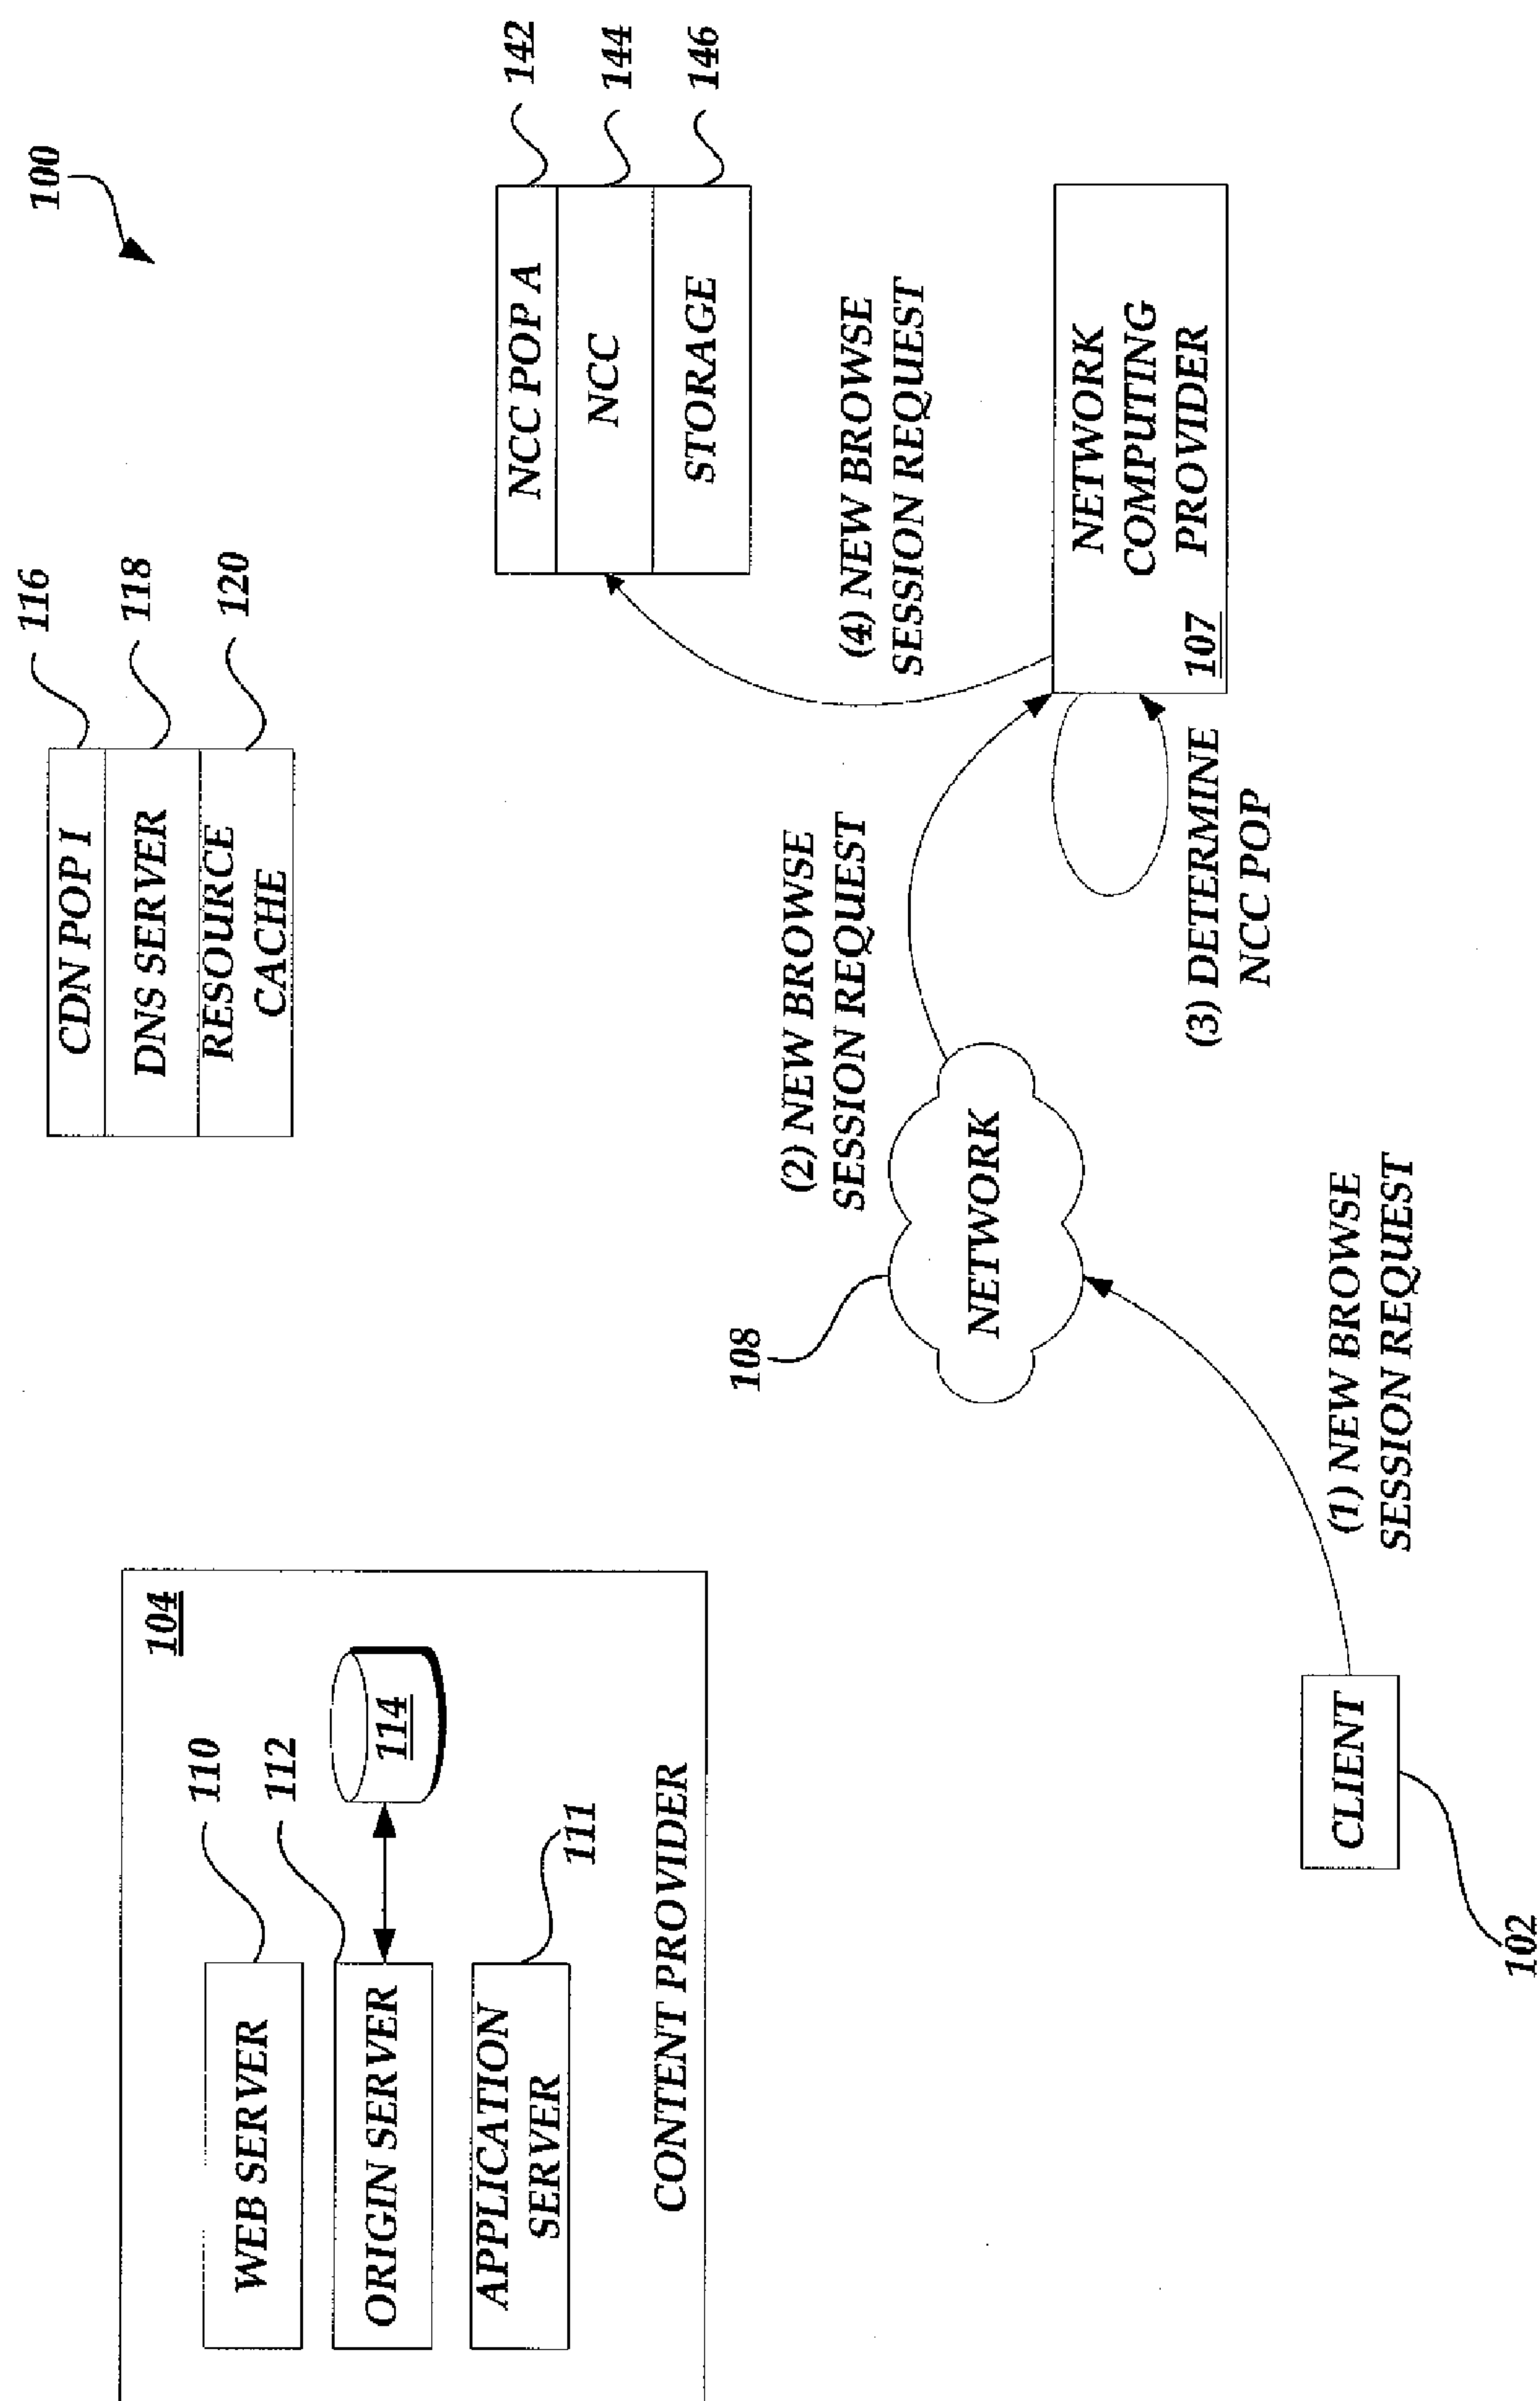 100
104
110
WEB SERVER
112
ORIGIN SERVER
114
APPLICATION
SERVER
111
CONTENT PROVIDER
CDN POP I
116
DNS SERVER
118
RESOURCE
CACHE
120
NCC POP A
142
NCC
144
STORAGE
146
108
NETWORK
(2) NEW BROWSE
SESSION REQUEST
(4) NEW BROWSE
SESSION REQUEST
NETWORK
COMPUTING
PROVIDER
107
(3) DETERMINE
NCC POP
(1) NEW BROWSE
SESSION REQUEST
CLIENT
102